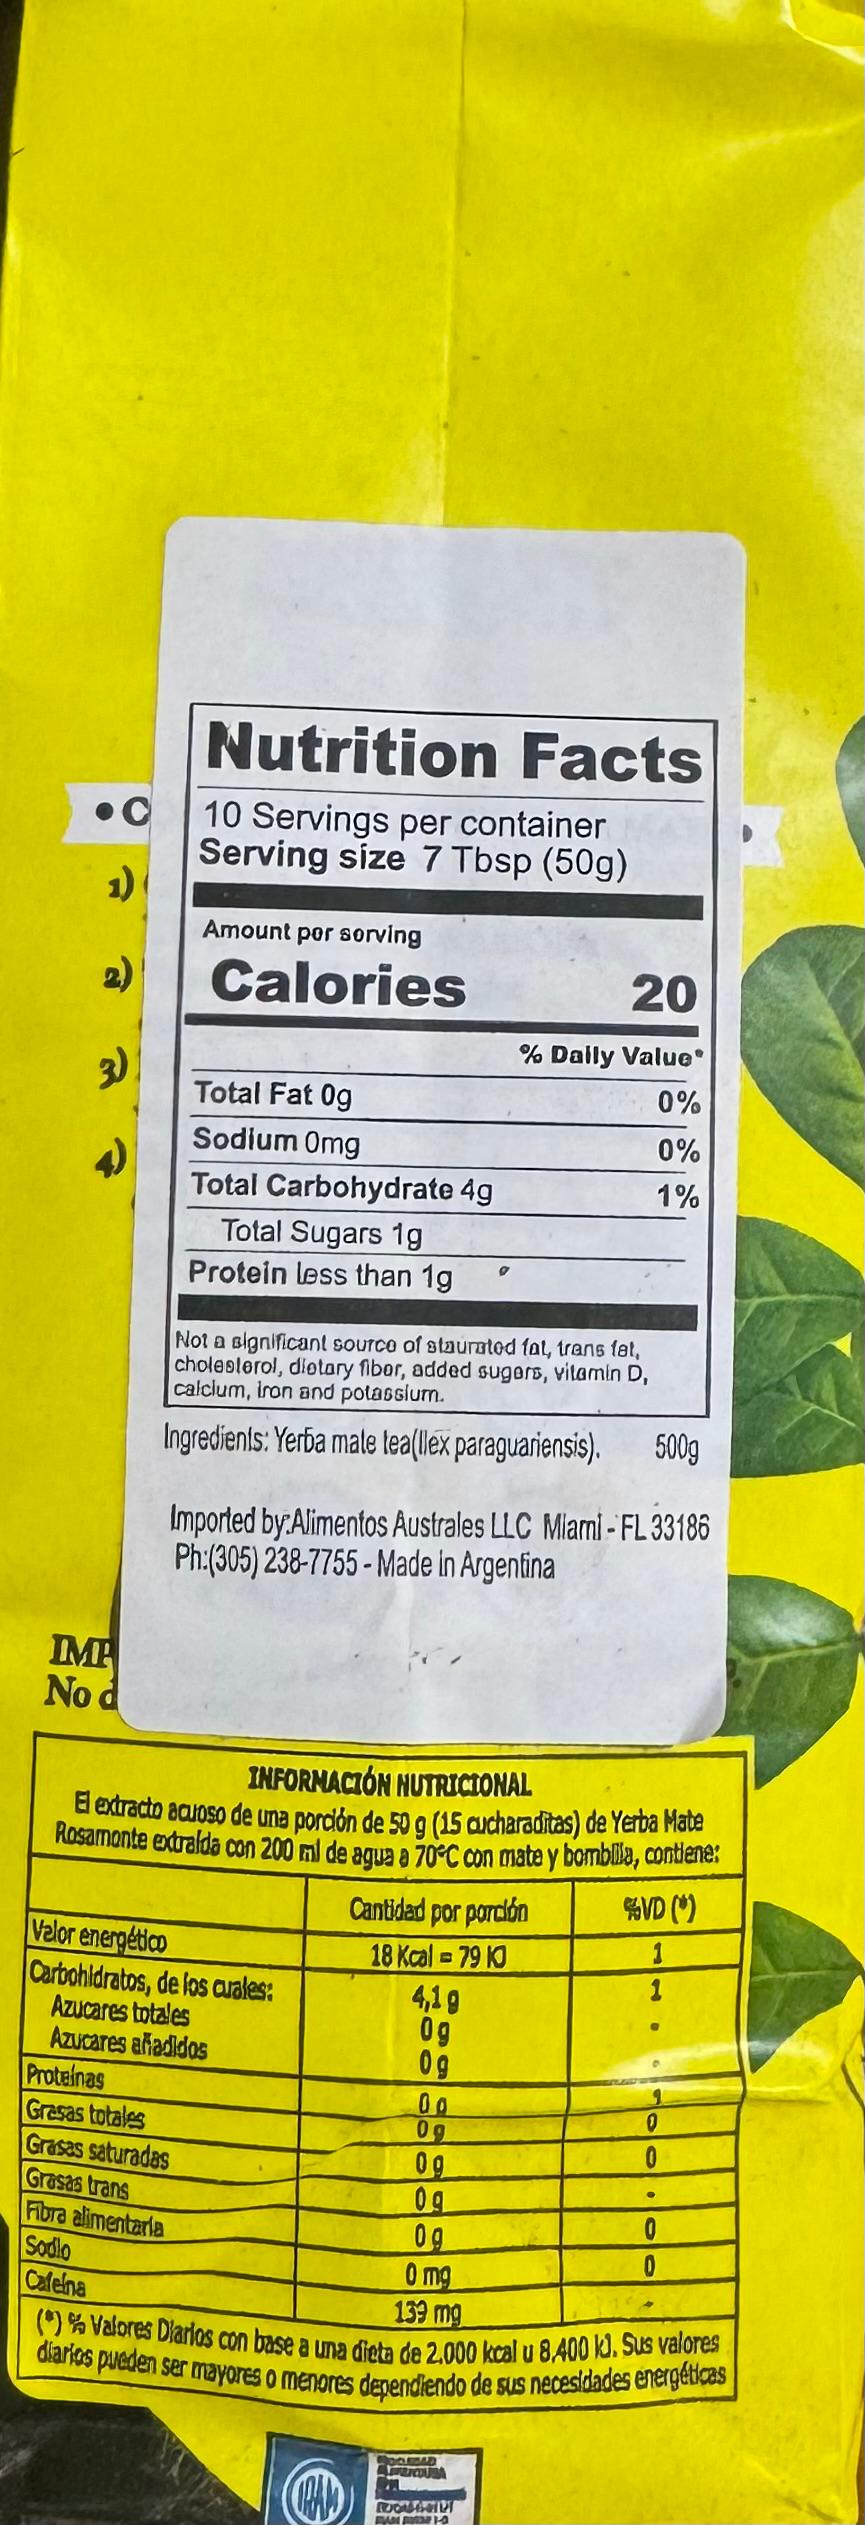 Nutrition Facts
• C
10 Servings per container
Serving size 7 Tbsp (50g)
1)
Amount per serving
2)
Calories 20
% Daily Value*
3)
Total Fat 0g 0%
Sodium 0mg 0%
4)
Total Carbohydrate 4g 1%
Total Sugars 1g
Protein less than 1g
Not a significant source of staurated fat, trans fat,
cholesterol, dietary fiber, added sugars, vitamin D,
calcium, iron and potassium.
Ingredients: Yerba mate tea(Ilex paraguariensis). 500g
Imported by:Alimentos Australes LLC Miami - FL 33186
Ph:(305) 238-7755 - Made in Argentina
IMP
No d
INFORMACIÓN NUTRICIONAL
El extracto acuoso de una porción de 50 g (15 cucharaditas) de Yerba Mate
Rosamonte extraída con 200 ml de agua a 70°C con mate y bombilla, contiene:
Cantidad por porción %VD (*)
Valor energético 18 Kcal = 79 KJ 1
Carbohidratos, de los cuales: 4,1 g 1
Azucares totales 0 g -
Azucares añadidos 0 g -
Proteínas 0 g
Grasas totales 0 g 0
Grasas saturadas 0 g 0
Grasas trans 0 g -
Fibra alimentaria 0 g 0
Sodio 0 mg 0
Cafeína 139 mg -
(*) % Valores Diarios con base a una dieta de 2.000 kcal u 8.400 kJ. Sus valores
diarios pueden ser mayores o menores dependiendo de sus necesidades energéticas
IRAM